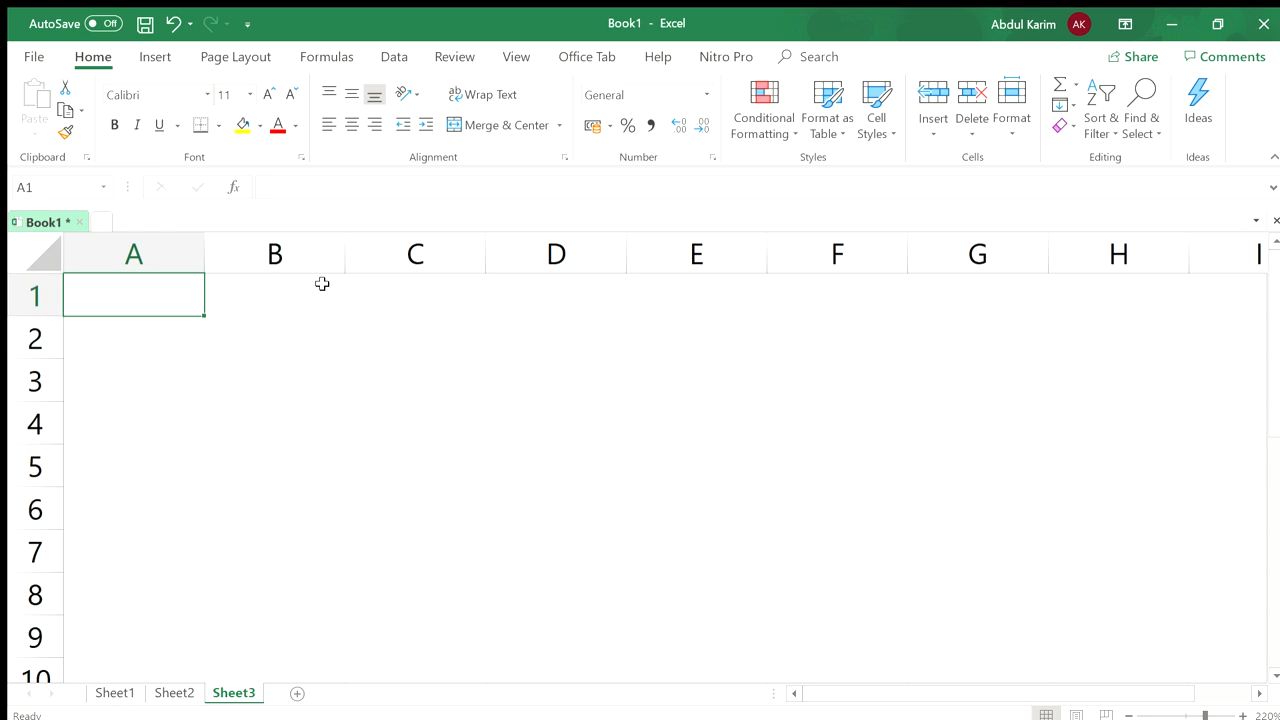 AutoSave Off Book1 - Excel Abdul Karim AK
File Home Insert Page Layout Formulas Data Review View Office Tab Help Nitro Pro Search Share Comments
Paste Calibri 11 A A ab Wrap Text General Conditional Formatting Format as Table Cell Styles Insert Delete Format Sort & Filter Find & Select Ideas
B I U A Merge & Center % ,
Clipboard Font Alignment Number Styles Cells Editing Ideas
A1 fx
Book1 *
A B C D E F G H I
1
2
3
4
5
6
7
8
9
10
Sheet1 Sheet2 Sheet3
Ready 220%